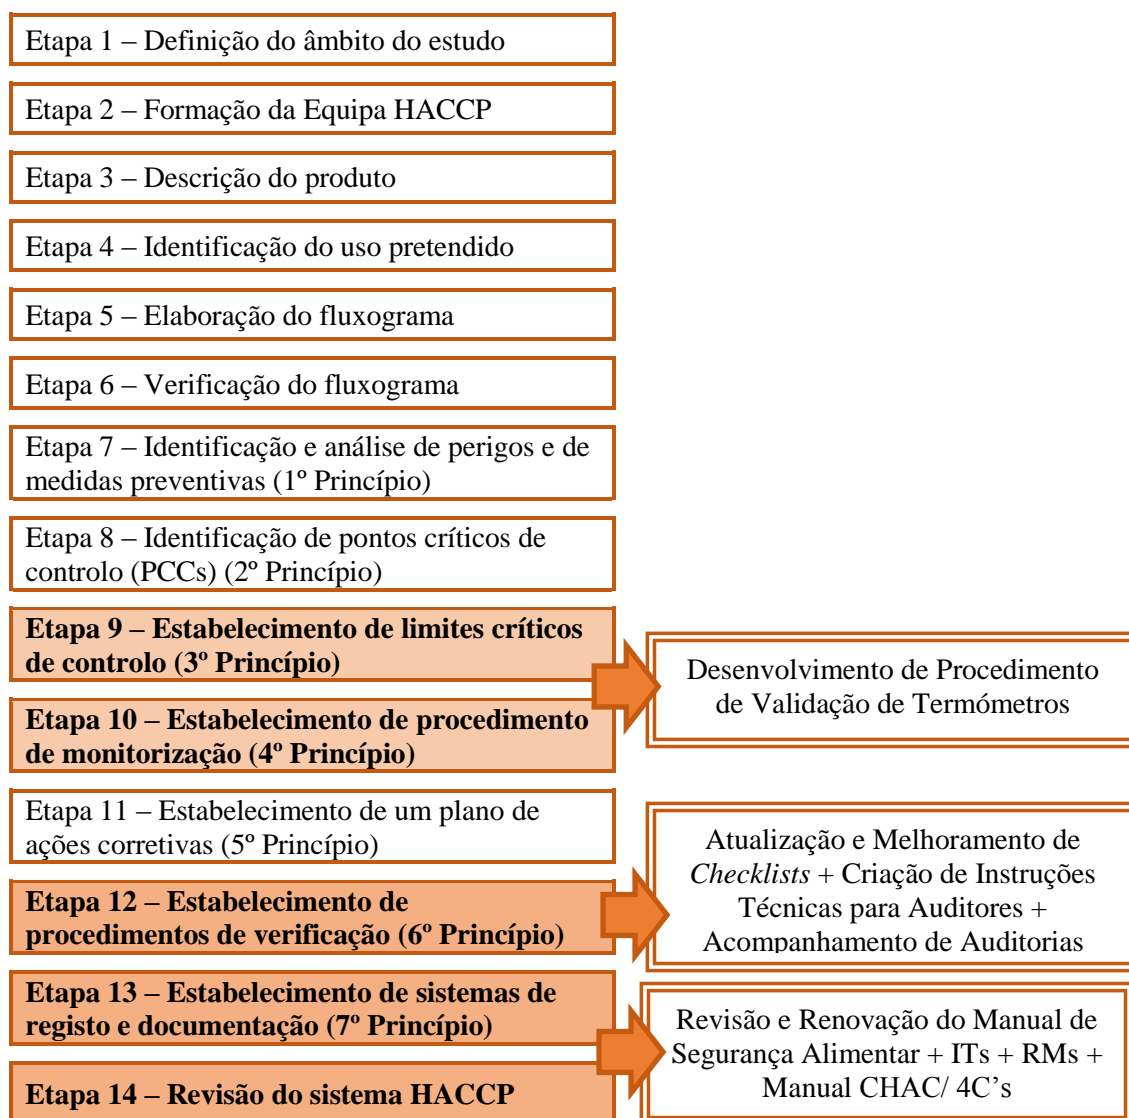 Etapa 1 – Definição do âmbito do estudo
Etapa 2 – Formação da Equipa HACCP
Etapa 3 – Descrição do produto
Etapa 4 – Identificação do uso pretendido
Etapa 5 – Elaboração do fluxograma
Etapa 6 – Verificação do fluxograma
Etapa 7 – Identificação e análise de perigos e de
medidas preventivas (1º Princípio)
Etapa 8 – Identificação de pontos críticos de
controlo (PCCs) (2º Princípio)
Etapa 9 – Estabelecimento de limites críticos
de controlo (3º Princípio)
Etapa 10 – Estabelecimento de procedimento
de monitorização (4º Princípio)
Desenvolvimento de Procedimento
de Validação de Termómetros
Etapa 11 – Estabelecimento de um plano de
ações corretivas (5º Princípio)
Etapa 12 – Estabelecimento de
procedimentos de verificação (6º Princípio)
Atualização e Melhoramento de
Checklists + Criação de Instruções
Técnicas para Auditores +
Acompanhamento de Auditorias
Etapa 13 – Estabelecimento de sistemas de
registo e documentação (7º Princípio)
Etapa 14 – Revisão do sistema HACCP
Revisão e Renovação do Manual de
Segurança Alimentar + ITs + RMs +
Manual CHAC/ 4C’s